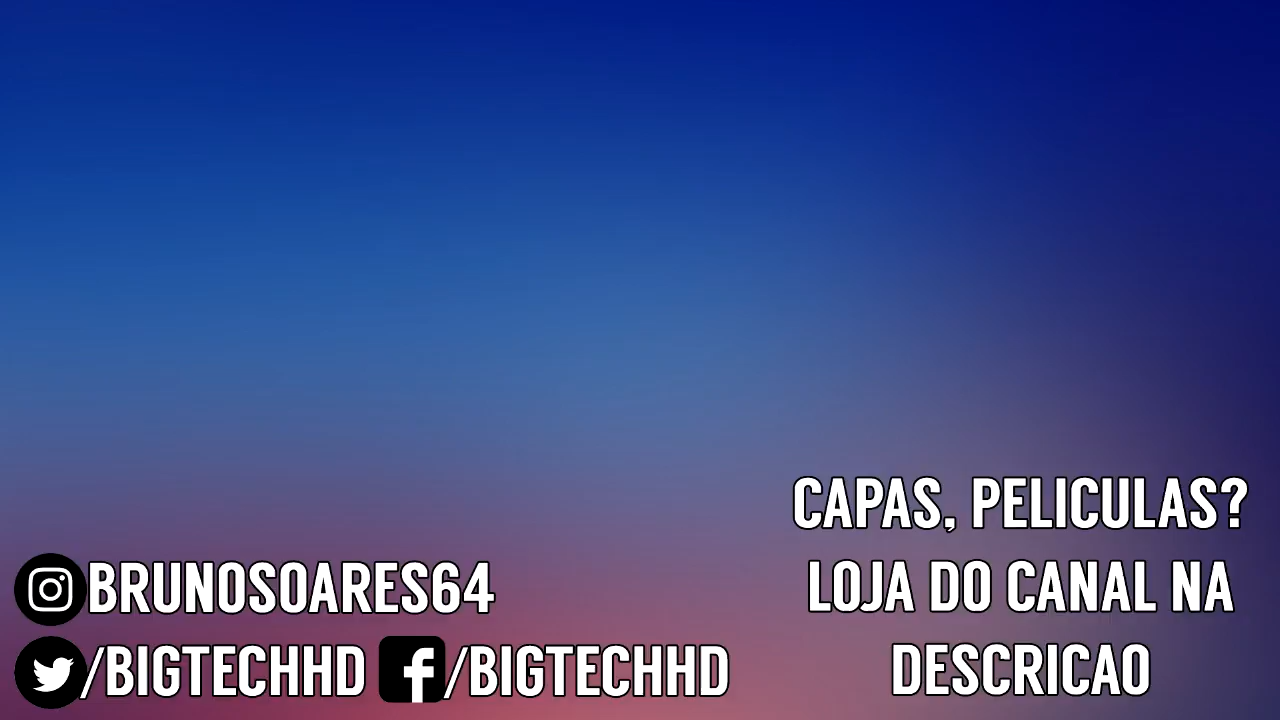 CAPAS, PELICULAS?
LOJA DO CANAL NA
DESCRICAO
BRUNOSOARES64
/BIGTECHHD /BIGTECHHD